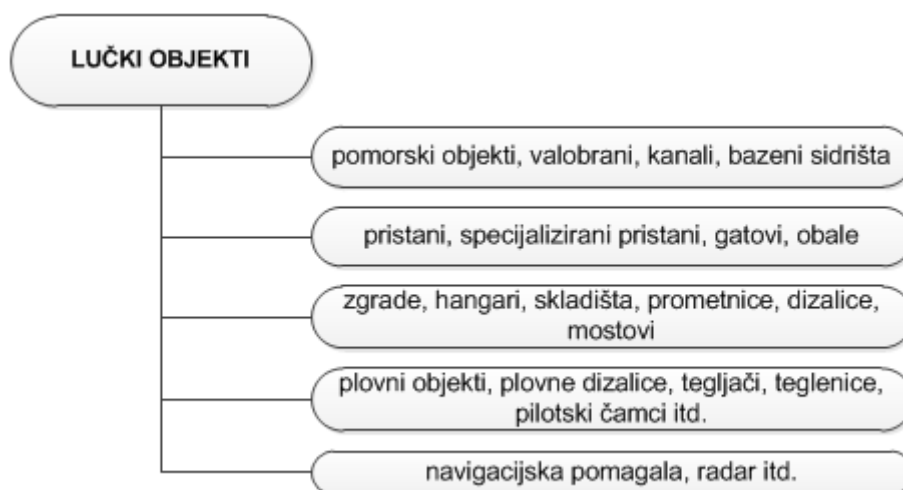 LUČKI OBJEKTI
pomorski objekti, valobrani, kanali, bazeni sidrišta
pristani, specijalizirani pristani, gatovi, obale
zgrade, hangari, skladišta, prometnice, dizalice,
mostovi
plovni objekti, plovne dizalice, tegljači, teglenice,
pilotski čamci itd.
navigacijska pomagala, radar itd.